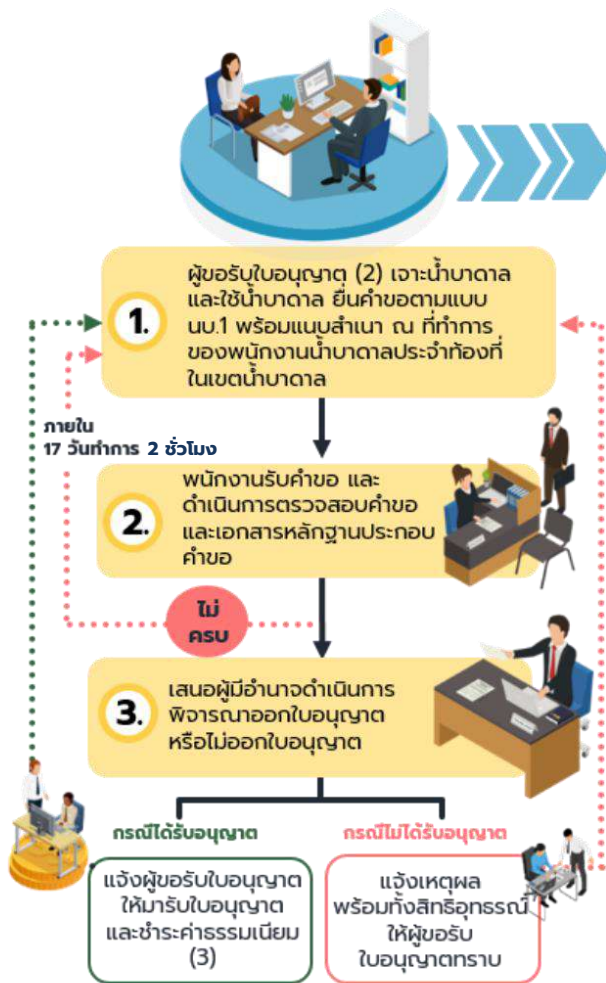 1.
ผู้ขอรับใบอนุญาต (2) เจาะน้ำบาดาล
และใช้น้ำบาดาล ยื่นคำขอตามแบบ
นบ.1 พร้อมแนบสำเนา ณ ที่ทำการ
ของพนักงานน้ำบาดาลประจำท้องที่
ในเขตน้ำบาดาล
ภายใน
17 วันทำการ 2 ชั่วโมง
2.
พนักงานรับคำขอ และ
ดำเนินการตรวจสอบคำขอ
และเอกสารหลักฐานประกอบ
คำขอ
ไม่
ครบ
3.
เสนอผู้มีอำนาจดำเนินการ
พิจารณาออกใบอนุญาต
หรือไม่ออกใบอนุญาต
กรณีได้รับอนุญาต
แจ้งผู้ขอรับใบอนุญาต
ให้มารับใบอนุญาต
และชำระค่าธรรมเนียม
(3)
กรณีไม่ได้รับอนุญาต
แจ้งเหตุผล
พร้อมทั้งสิทธิอุทธรณ์
ให้ผู้ขอรับ
ใบอนุญาตทราบ